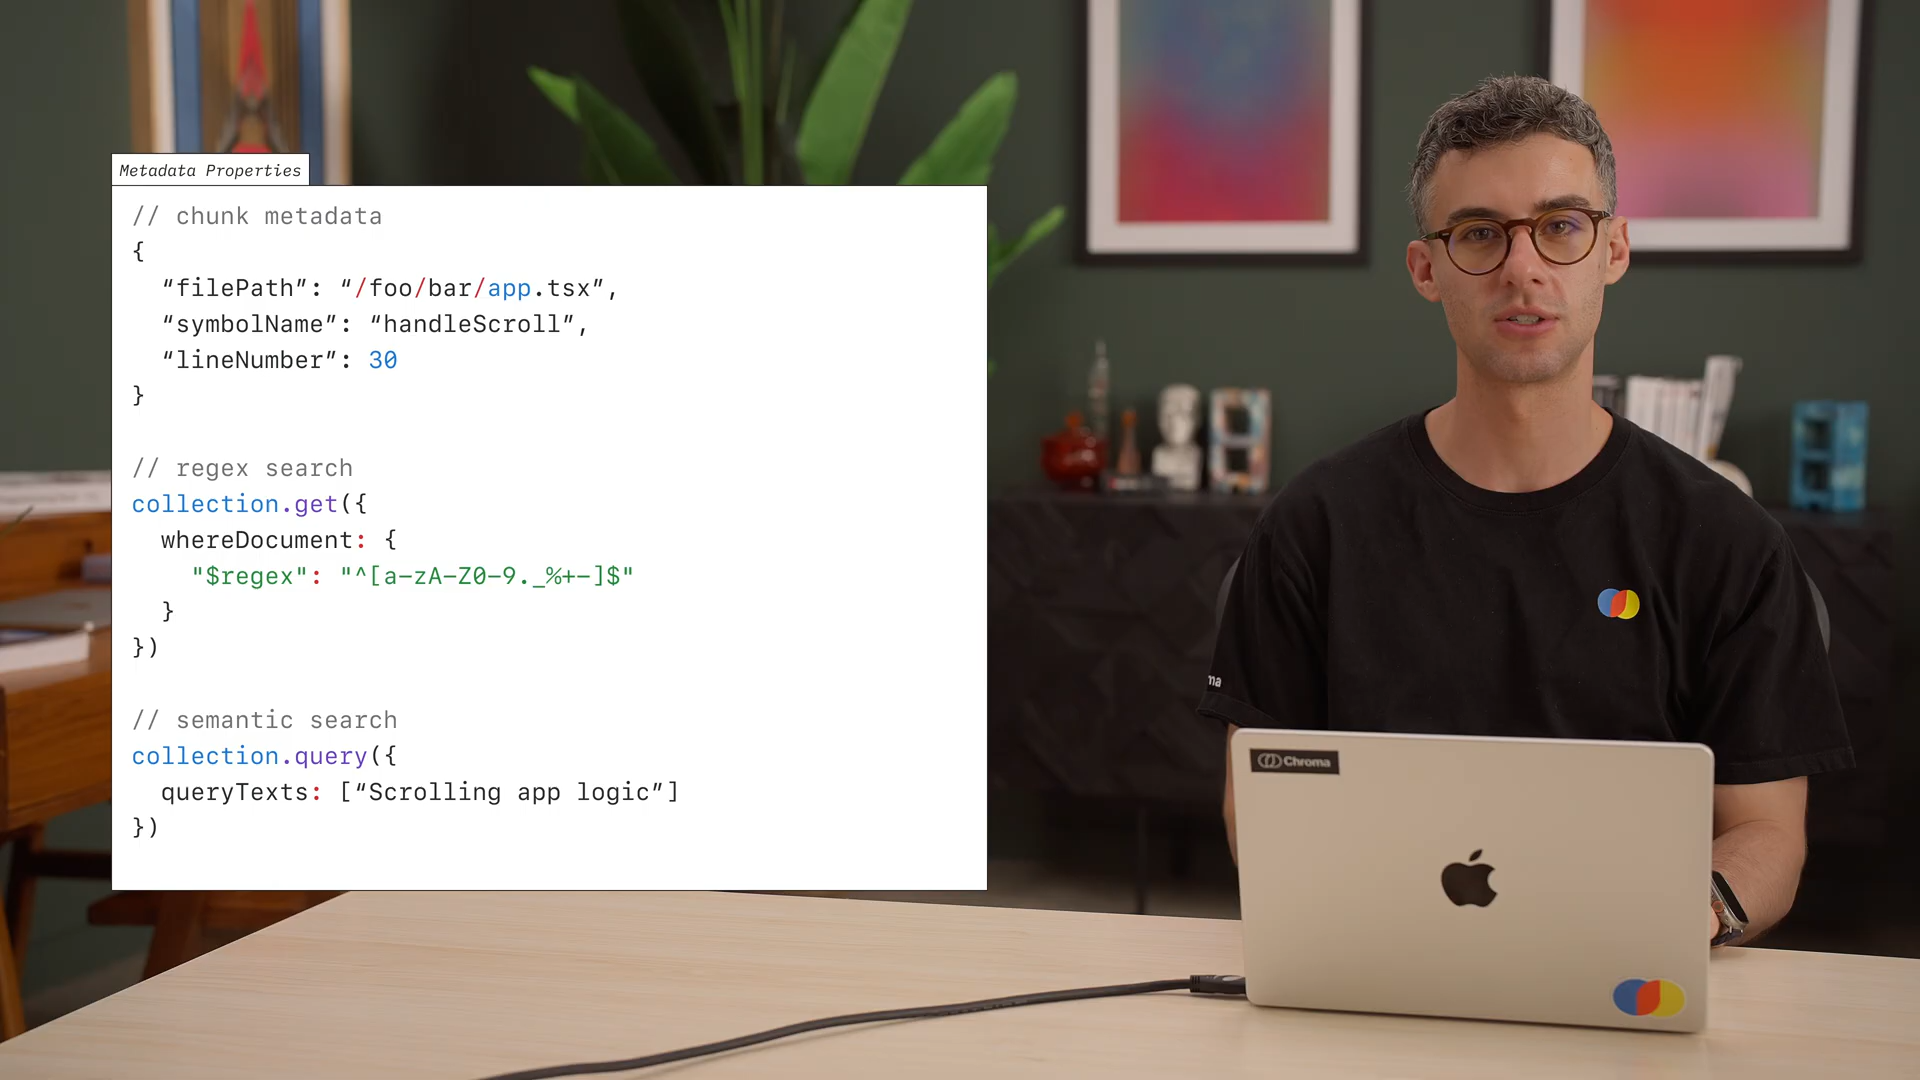 Metadata Properties
// chunk metadata
{
  “filePath”: “/foo/bar/app.tsx”,
  “symbolName”: “handleScroll”,
  “lineNumber”: 30
}

// regex search
collection.get({
  whereDocument: {
    "$regex": "^[a-zA-Z0-9._%+-]$"
  }
})

// semantic search
collection.query({
  queryTexts: [“Scrolling app logic”]
})
ma
Chroma